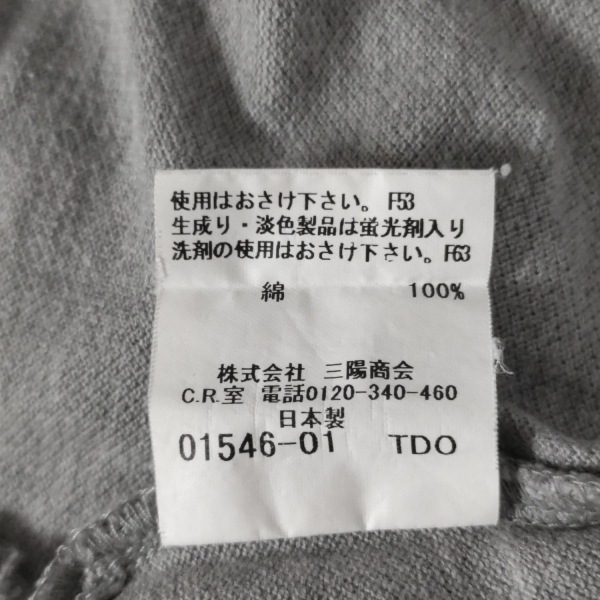 使用はおさけ下さい。F53
生成り・淡色製品は蛍光剤入り
洗剤の使用はおさけ下さい。F63
綿 100%
株式会社 三陽商会
C.R.室 電話0120-340-460
日本製
01546-01 TDO